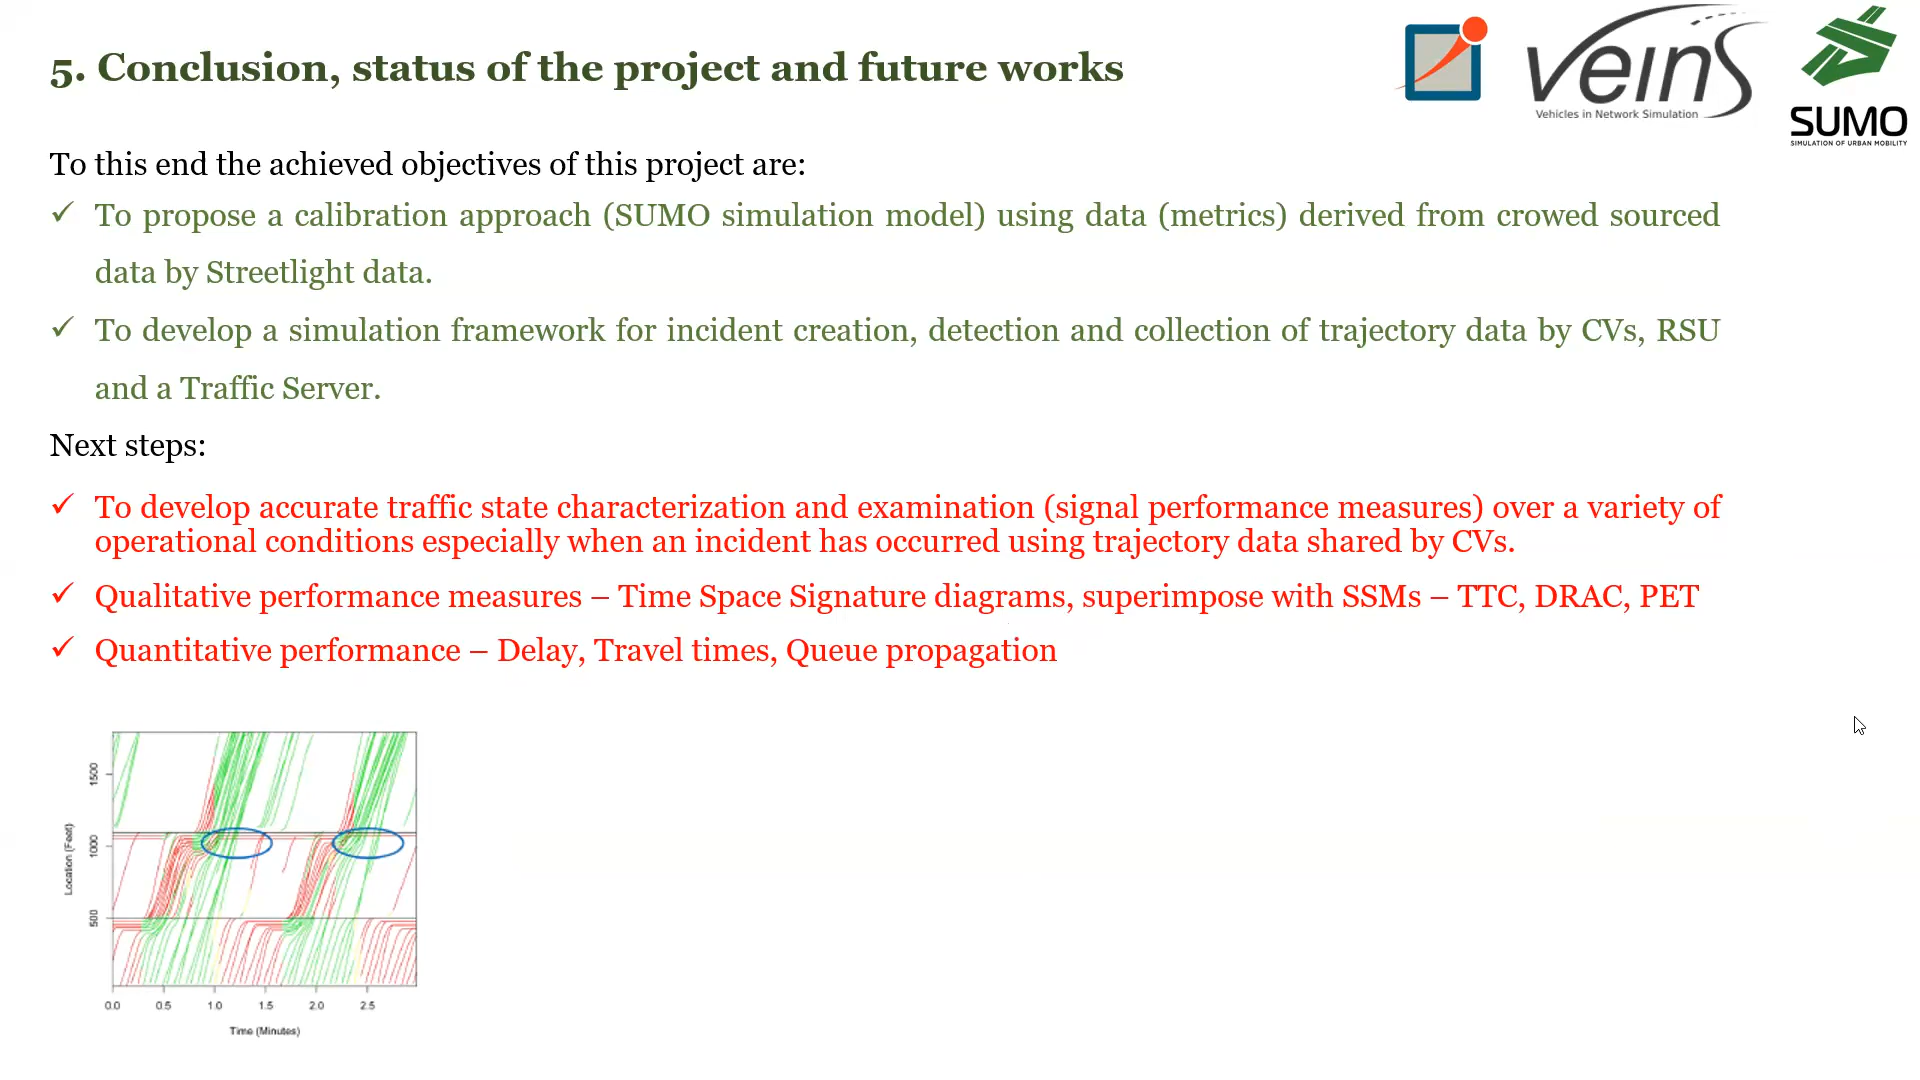 5. Conclusion, status of the project and future works
veins
Vehicles in Network Simulation
SUMO
SIMULATION OF URBAN MOBILITY
To this end the achieved objectives of this project are:
✓ To propose a calibration approach (SUMO simulation model) using data (metrics) derived from crowed sourced
data by Streetlight data.
✓ To develop a simulation framework for incident creation, detection and collection of trajectory data by CVs, RSU
and a Traffic Server.
Next steps:
✓ To develop accurate traffic state characterization and examination (signal performance measures) over a variety of
operational conditions especially when an incident has occurred using trajectory data shared by CVs.
✓ Qualitative performance measures – Time Space Signature diagrams, superimpose with SSMs – TTC, DRAC, PET
✓ Quantitative performance – Delay, Travel times, Queue propagation
Location (Feet)
1500
1000
500
0.0 0.5 1.0 1.5 2.0 2.5
Time (Minutes)